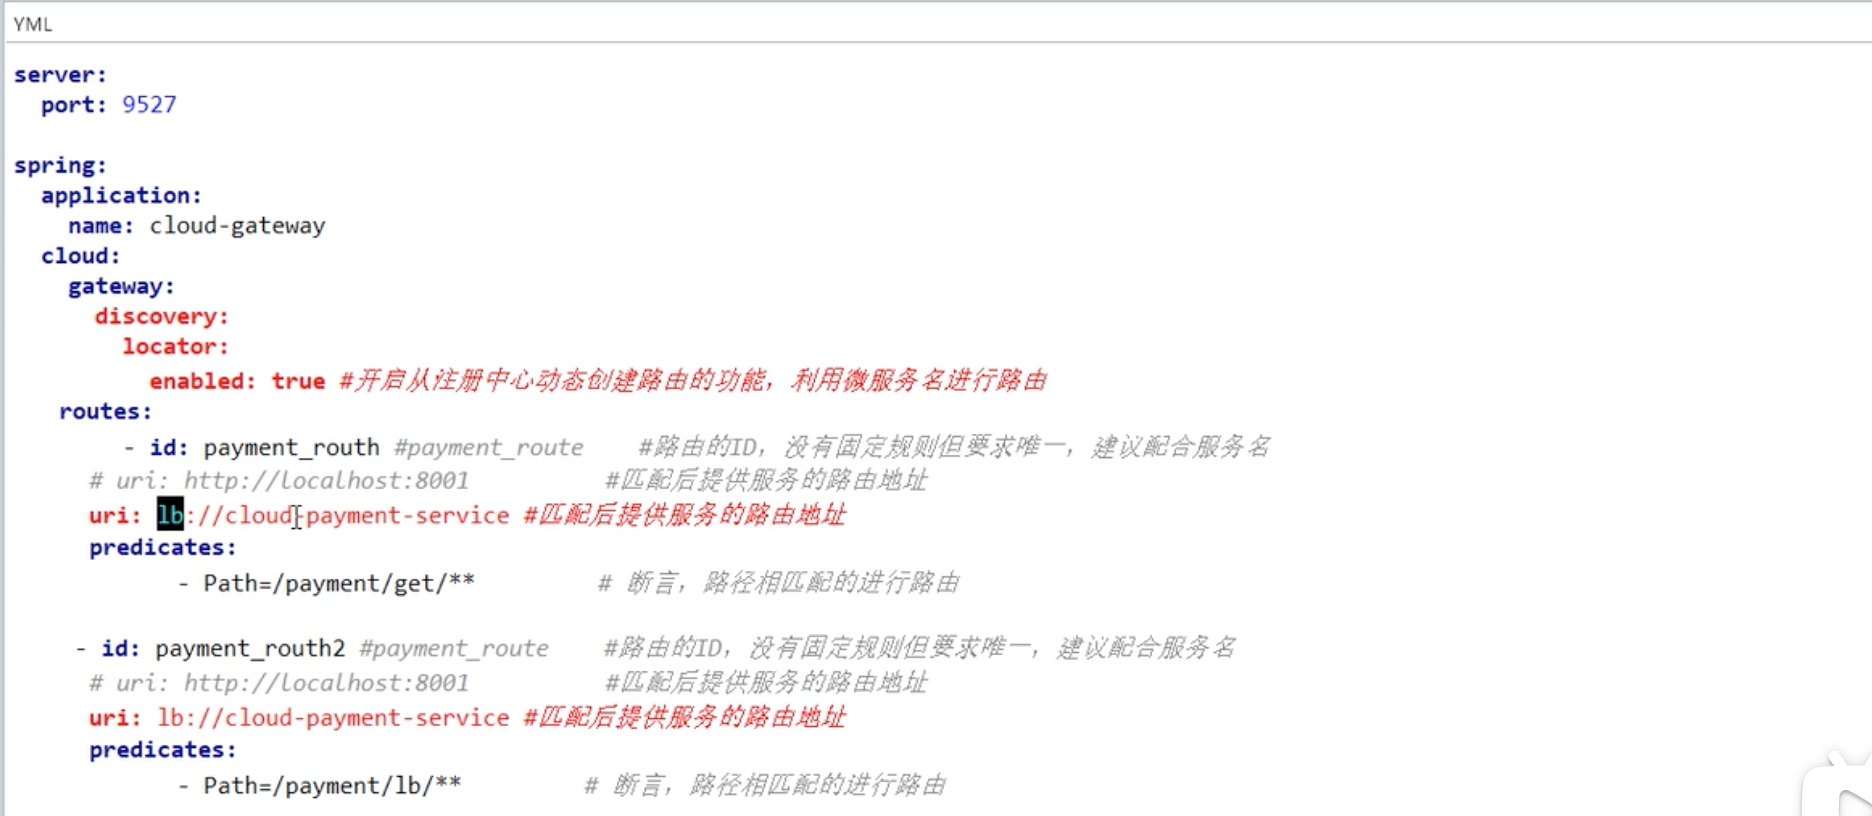 YML
server:
port: 9527
spring:
application:
name: cloud-gateway
cloud:
gateway:
discovery:
locator:
enabled: true #开启从注册中心动态创建路由的功能，利用微服务名进行路由
routes:
- id: payment_routh #payment_route #路由的ID，没有固定规则但要求唯一，建议配合服务名
# uri: http://localhost:8001 #匹配后提供服务的路由地址
uri: lb://cloud-payment-service #匹配后提供服务的路由地址
predicates:
- Path=/payment/get/** # 断言，路径相匹配的进行路由
- id: payment_routh2 #payment_route #路由的ID，没有固定规则但要求唯一，建议配合服务名
# uri: http://localhost:8001 #匹配后提供服务的路由地址
uri: lb://cloud-payment-service #匹配后提供服务的路由地址
predicates:
- Path=/payment/lb/** # 断言，路径相匹配的进行路由